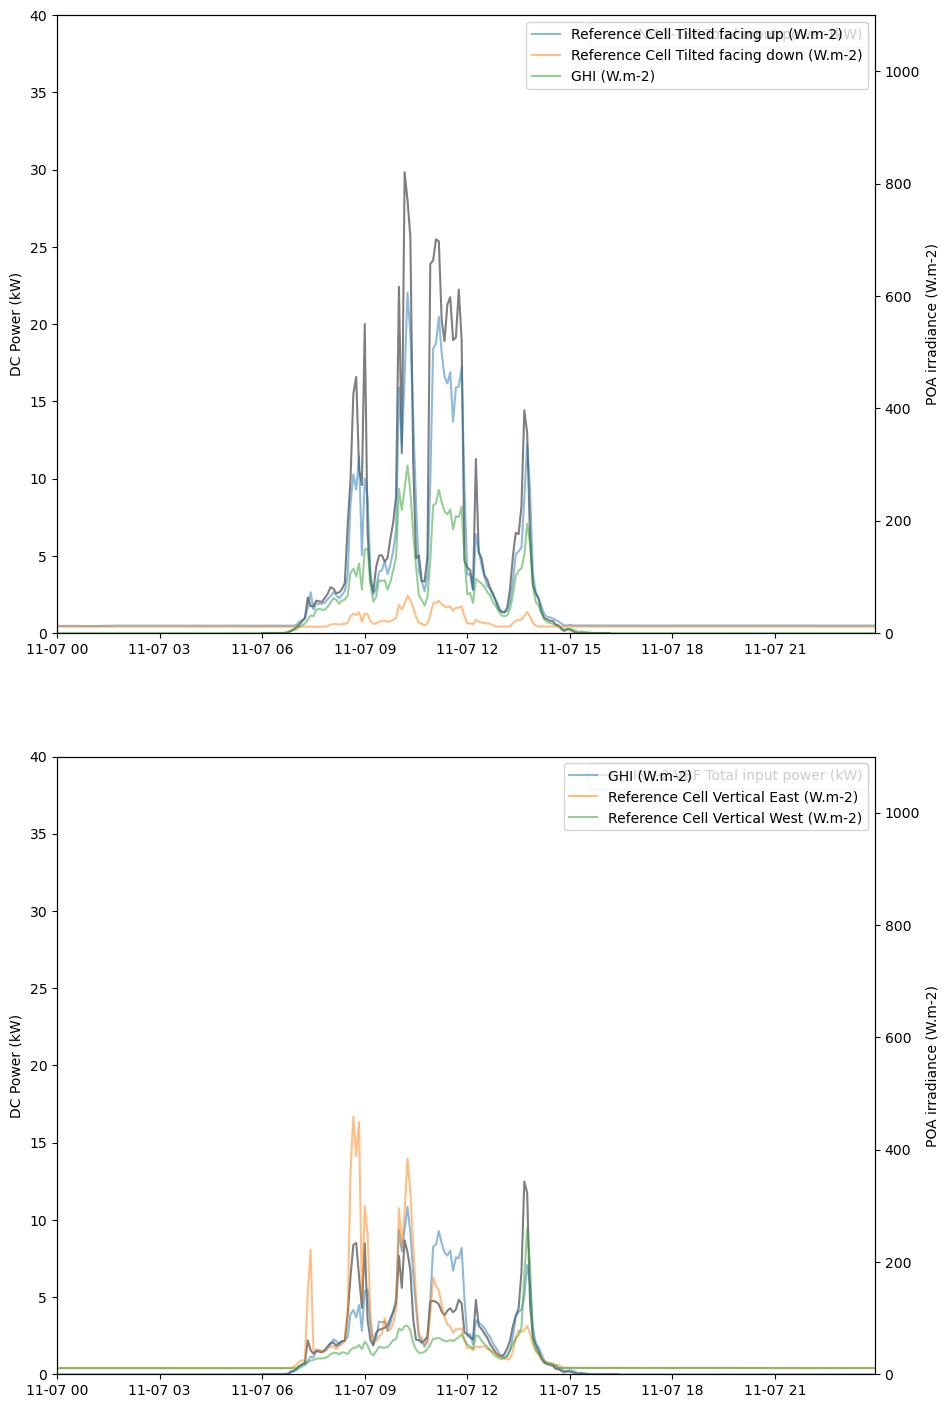 40
35
30
25
20
15
10
5
0
DC Power (kW)
Reference Cell Tilted facing up (W.m-2)
Reference Cell Tilted facing down (W.m-2)
GHI (W.m-2)
1000
800
600
400
200
0
POA irradiance (W.m-2)
11-07 00 11-07 03 11-07 06 11-07 09 11-07 12 11-07 15 11-07 18 11-07 21
40
35
30
25
20
15
10
5
0
DC Power (kW)
GHI (W.m-2)
Total input power (kW)
Reference Cell Vertical East (W.m-2)
Reference Cell Vertical West (W.m-2)
1000
800
600
400
200
0
POA irradiance (W.m-2)
11-07 00 11-07 03 11-07 06 11-07 09 11-07 12 11-07 15 11-07 18 11-07 21